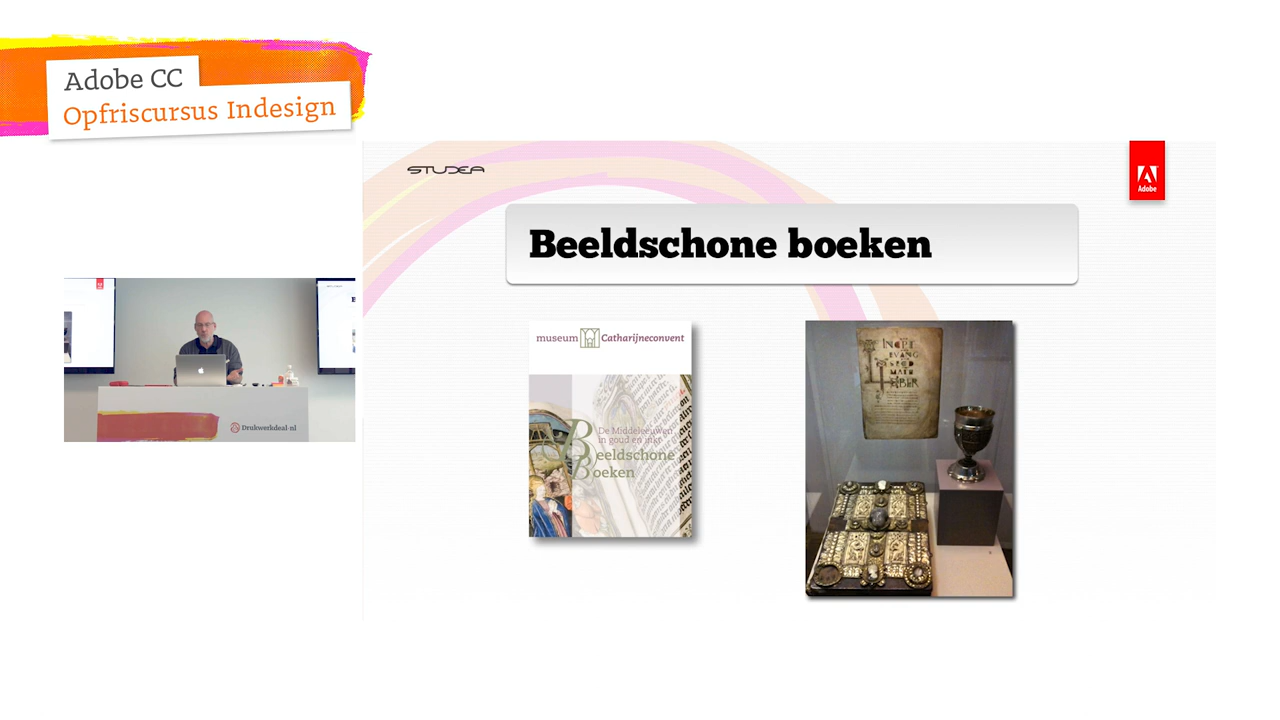 Adobe CC
Opfriscursus Indesign
STUDEA
Adobe
Beeldschone boeken
museum Catharijneconvent
De Middeleeuwen
in goud en inkt
Beeldschone
Boeken
Drukwerkdeal.nl